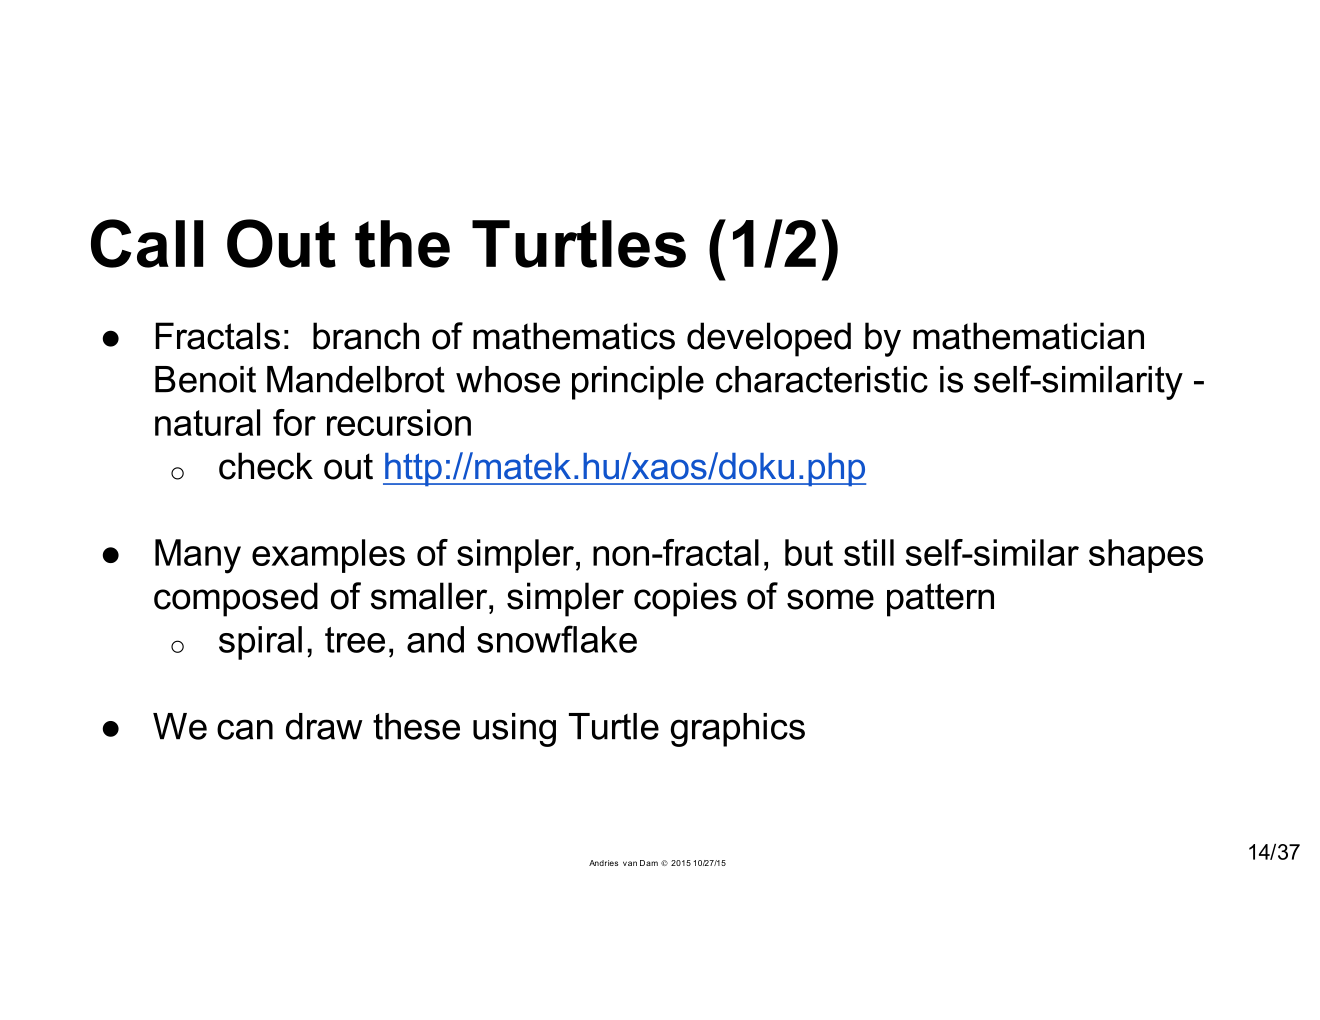 Call Out the Turtles (1/2)
● Fractals:  branch of mathematics developed by mathematician
Benoit Mandelbrot whose principle characteristic is self-similarity -
natural for recursion
○ check out http://matek.hu/xaos/doku.php
● Many examples of simpler, non-fractal, but still self-similar shapes
composed of smaller, simpler copies of some pattern
○ spiral, tree, and snowflake
● We can draw these using Turtle graphics
Andries van Dam © 2015 10/27/15
14/37